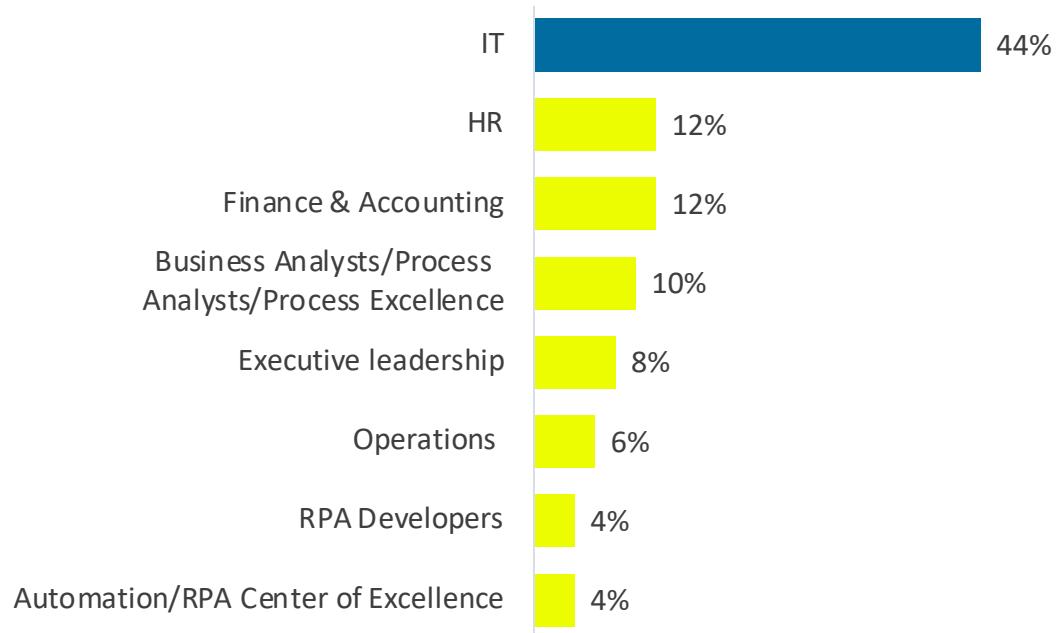 IT 44%
HR 12%
Finance & Accounting 12%
Business Analysts/Process
Analysts/Process Excellence 10%
Executive leadership 8%
Operations 6%
RPA Developers 4%
Automation/RPA Center of Excellence 4%